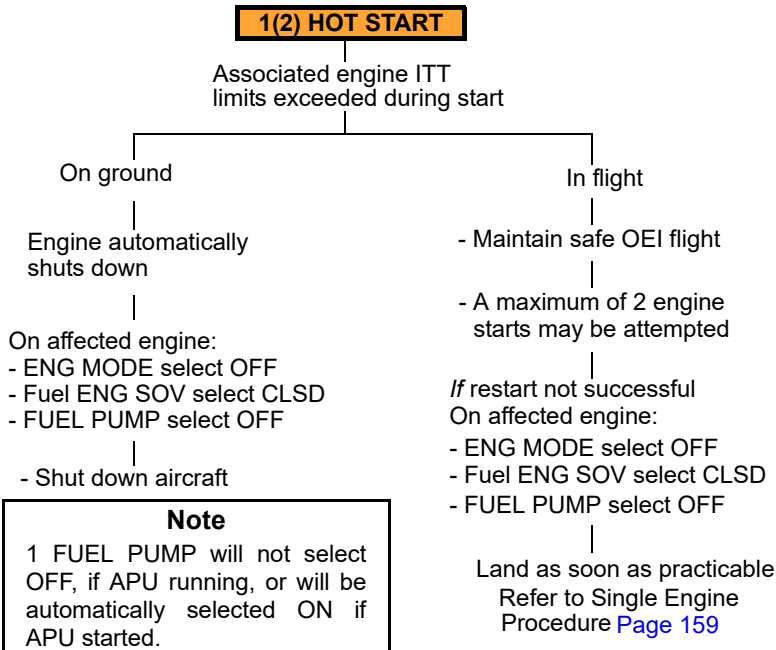 1(2) HOT START
Associated engine ITT
limits exceeded during start
On ground
Engine automatically
shuts down
On affected engine:
- ENG MODE select OFF
- Fuel ENG SOV select CLSD
- FUEL PUMP select OFF
- Shut down aircraft
Note
1 FUEL PUMP will not select
OFF, if APU running, or will be
automatically selected ON if
APU started.
In flight
- Maintain safe OEI flight
- A maximum of 2 engine
starts may be attempted
If restart not successful
On affected engine:
- ENG MODE select OFF
- Fuel ENG SOV select CLSD
- FUEL PUMP select OFF
Land as soon as practicable
Refer to Single Engine
Procedure Page 159